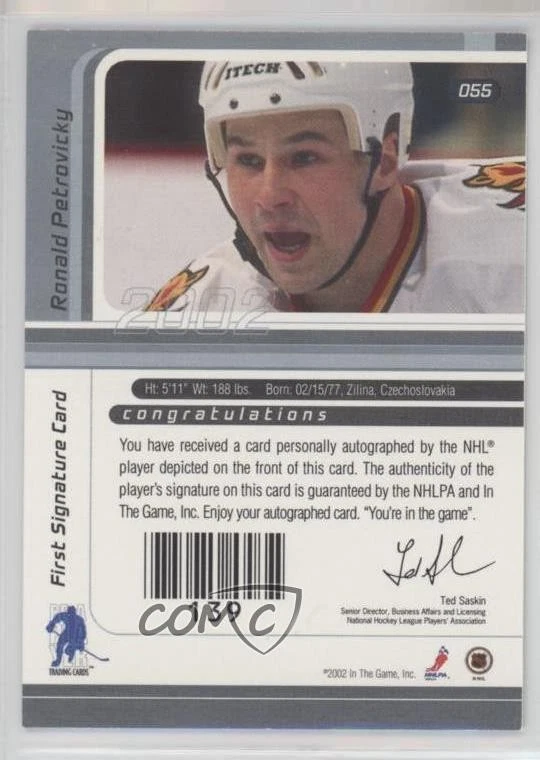 ITECH
055
Ronald Petrovicky
2002
Ht: 5'11" Wt: 188 lbs. Born: 02/15/77, Zilina, Czechoslovakia
congratulations
First Signature Card
You have received a card personally autographed by the NHL®
player depicted on the front of this card. The authenticity of the
player's signature on this card is guaranteed by the NHLPA and In
The Game, Inc. Enjoy your autographed card. "You're in the game".
139
COMC
Ted Saskin
Senior Director, Business Affairs and Licensing
National Hockey League Players' Association
BE A
PLAYER
TRADING CARDS™
©2002 In The Game, Inc.
NHLPA
NHL